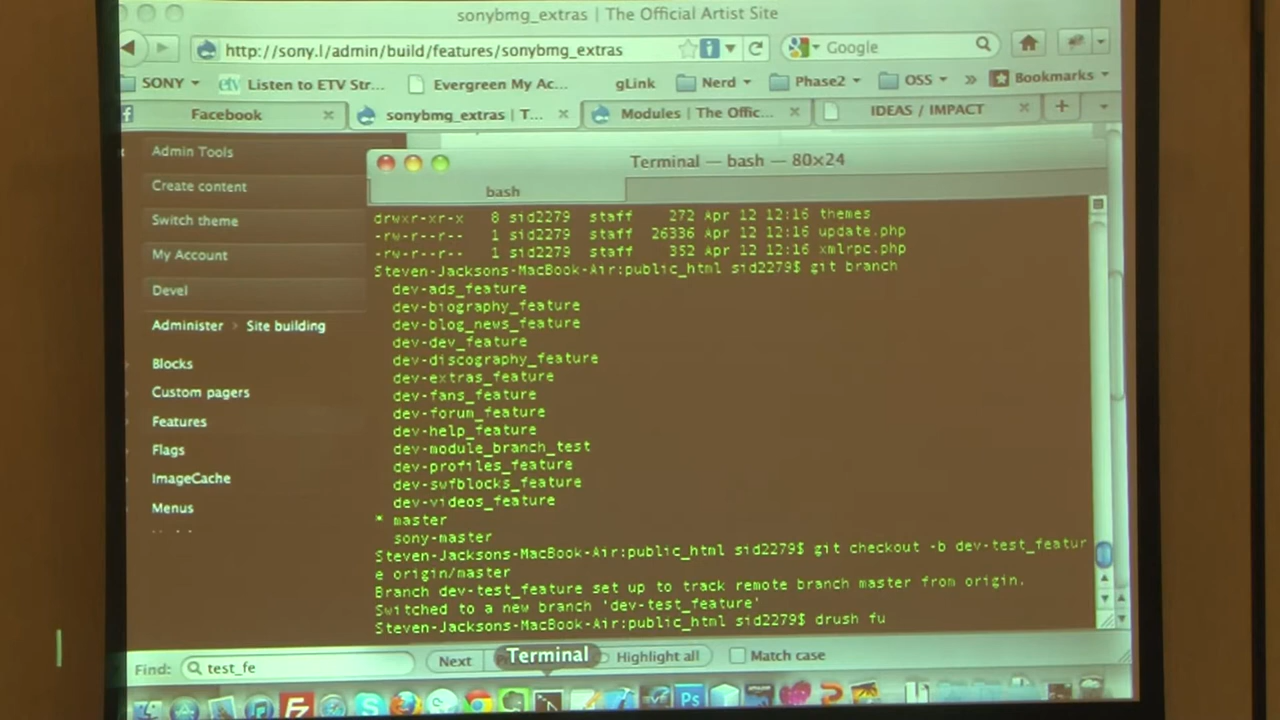 sonybmg_extras | The Official Artist Site
http://sony.l/admin/build/features/sonybmg_extras
Google
SONY
etv Listen to ETV Str...
Evergreen My Ac...
gLink
Nerd
Phase2
OSS
»
Bookmarks
Facebook
sonybmg_extras | T...
Modules | The Offic...
IDEAS / IMPACT
Admin Tools
Create content
Switch theme
My Account
Devel
Administer › Site building
Blocks
Custom pagers
Features
Flags
ImageCache
Menus
Terminal — bash — 80×24
bash
drwxr-xr-x 8 sid2279 staff 272 Apr 12 12:16 themes
-rw-r--r-- 1 sid2279 staff 26336 Apr 12 12:16 update.php
-rw-r--r-- 1 sid2279 staff 352 Apr 12 12:16 xmlrpc.php
Steven-Jacksons-MacBook-Air:public_html sid2279$ git branch
dev-ads_feature
dev-biography_feature
dev-blog_news_feature
dev-dev_feature
dev-discography_feature
dev-extras_feature
dev-fans_feature
dev-forum_feature
dev-help_feature
dev-module_branch_test
dev-profiles_feature
dev-swfblocks_feature
dev-videos_feature
* master
sony-master
Steven-Jacksons-MacBook-Air:public_html sid2279$ git checkout -b dev-test_featur
e origin/master
Branch dev-test_feature set up to track remote branch master from origin.
Switched to a new branch 'dev-test_feature'
Steven-Jacksons-MacBook-Air:public_html sid2279$ drush fu
Find: test_fe
Next
Terminal
Highlight all
Match case
Fz
Ps